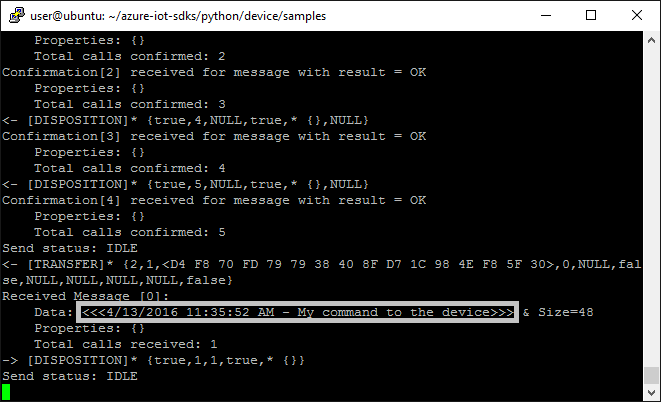 user@ubuntu: ~/azure-iot-sdks/python/device/samples
Properties: {}
Total calls confirmed: 2
Confirmation[2] received for message with result = OK
Properties: {}
Total calls confirmed: 3
<- [DISPOSITION]* {true,4,NULL,true,* {},NULL}
Confirmation[3] received for message with result = OK
Properties: {}
Total calls confirmed: 4
<- [DISPOSITION]* {true,5,NULL,true,* {},NULL}
Confirmation[4] received for message with result = OK
Properties: {}
Total calls confirmed: 5
Send status: IDLE
<- [TRANSFER]* {2,1,<D4 F8 70 FD 79 79 38 40 8F D7 1C 98 4E F8 5F 30>,0,NULL,fal
se,NULL,NULL,NULL,NULL,false}
Received Message [0]:
Data: <<<4/13/2016 11:35:52 AM - My command to the device>>> & Size=48
Properties: {}
Total calls received: 1
-> [DISPOSITION]* {true,1,1,true,* {}}
Send status: IDLE